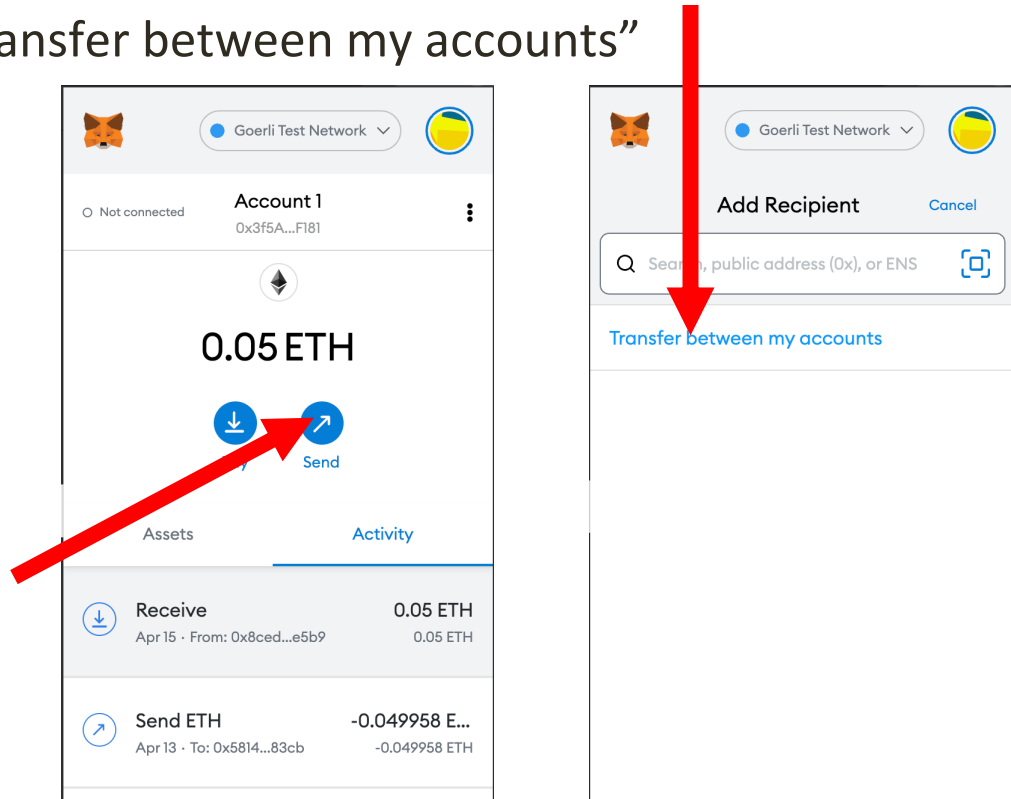 ansfer between my accounts”
Goerli Test Network
Not connected
Account 1
0x3f5A...F181
0.05 ETH
Send
Assets
Activity
Receive
0.05 ETH
Apr 15 · From: 0x8ced...e5b9
0.05 ETH
Send ETH
-0.049958 E...
Apr 13 · To: 0x5814...83cb
-0.049958 ETH
Goerli Test Network
Add Recipient
Cancel
Search, public address (0x), or ENS
Transfer between my accounts